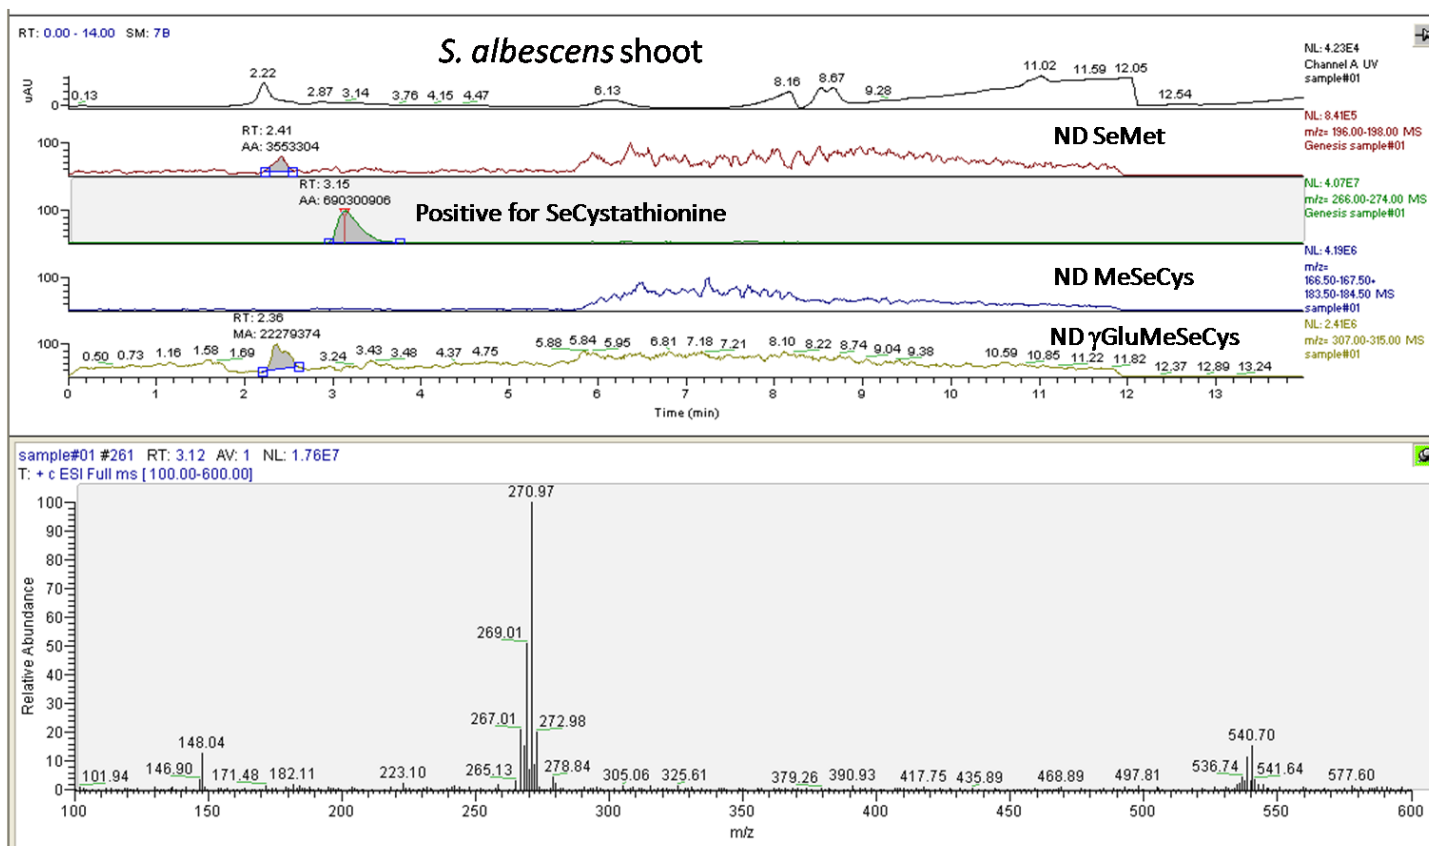 RT: 0.00 - 14.00 SM: 7B
S. albescens shoot
NL: 4.23E4
Channel A UV
sample#01
uAU
0
0.13
2.22
2.87
3.14
3.76
4.15
4.47
6.13
8.16
8.67
9.28
11.02
11.59
12.05
12.54
RT: 2.41
AA: 3553304
100
ND SeMet
NL: 8.41E5
m/z= 196.00-198.00 MS
Genesis sample#01
RT: 3.15
AA: 690300906
100
Positive for SeCystathionine
NL: 4.07E7
m/z= 266.00-274.00 MS
Genesis sample#01
100
ND MeSeCys
NL: 4.19E6
m/z=
166.50-167.50+
183.50-184.50 MS
sample#01
RT: 2.36
MA: 22279374
100
ND γGluMeSeCys
NL: 2.41E6
m/z= 307.00-315.00 MS
sample#01
0.50 0.73 1.16 1.58 1.69 3.24 3.43 3.48 4.37 4.75 5.88 5.84 5.95 6.81 7.18 7.21 8.10 8.22 8.74 9.04 9.38 10.59 10.85 11.22 11.82 12.37 12.89 13.24
0 1 2 3 4 5 6 7 8 9 10 11 12 13
Time (min)
sample#01 #261 RT: 3.12 AV: 1 NL: 1.76E7
T: + c ESI Full ms [ 100.00-600.00]
Relative Abundance
100
90
80
70
60
50
40
30
20
10
0
101.94
146.90
148.04
171.48
182.11
223.10
265.13
267.01
269.01
270.97
272.98
278.84
305.06
325.61
379.26
390.93
417.75
435.89
468.89
497.81
536.74
540.70
541.64
577.60
100 150 200 250 300 350 400 450 500 550 600
m/z